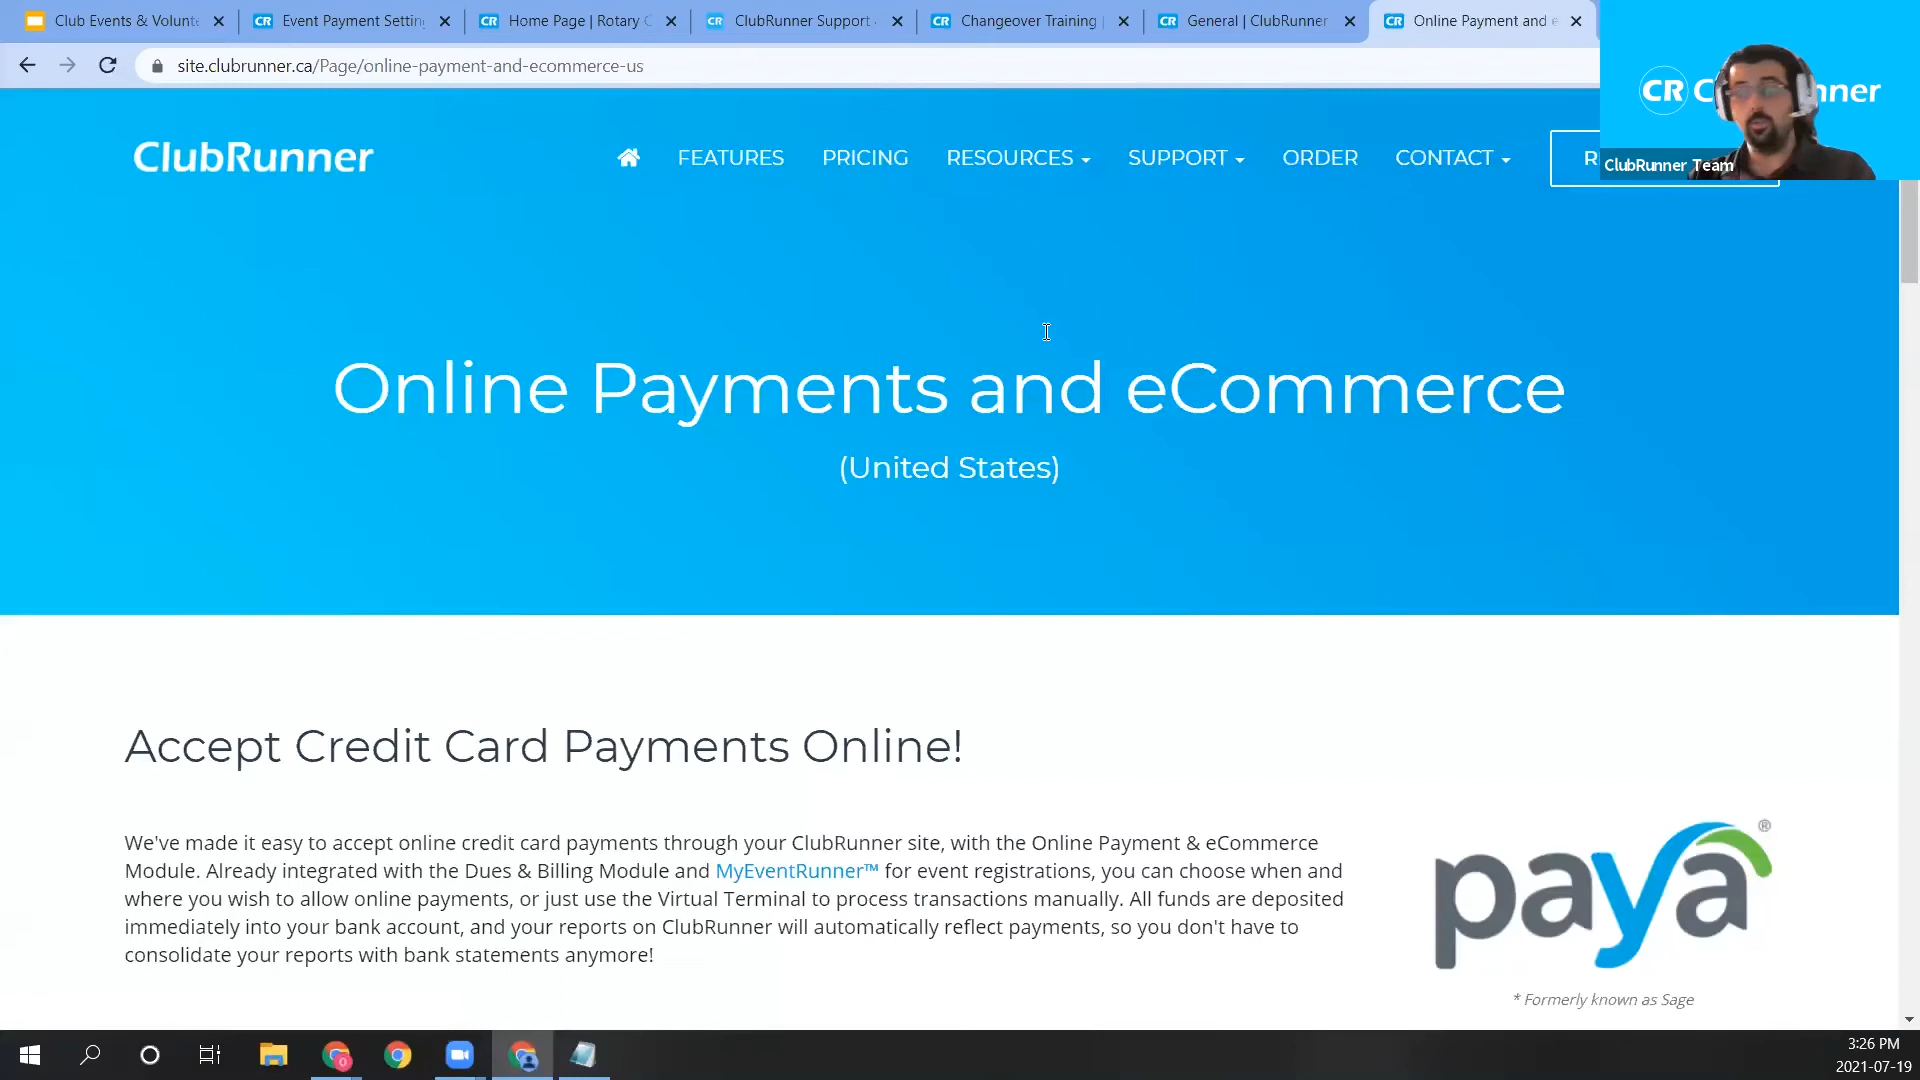 Club Events & Volunt
Event Payment Setting
Home Page | Rotary C
ClubRunner Support
Changeover Training |
General | ClubRunner
Online Payment and e
site.clubrunner.ca/Page/online-payment-and-ecommerce-us
ClubRunner
FEATURES
PRICING
RESOURCES
SUPPORT
ORDER
CONTACT
ClubRunner Team
Online Payments and eCommerce
(United States)
Accept Credit Card Payments Online!
We've made it easy to accept online credit card payments through your ClubRunner site, with the Online Payment & eCommerce
Module. Already integrated with the Dues & Billing Module and MyEventRunner™ for event registrations, you can choose when and
where you wish to allow online payments, or just use the Virtual Terminal to process transactions manually. All funds are deposited
immediately into your bank account, and your reports on ClubRunner will automatically reflect payments, so you don't have to
consolidate your reports with bank statements anymore!
paya®
* Formerly known as Sage
3:26 PM
2021-07-19